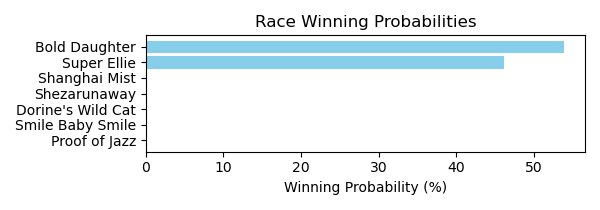 Race Winning Probabilities
Bold Daughter
Super Ellie
Shanghai Mist
Shezarunaway
Dorine's Wild Cat
Smile Baby Smile
Proof of Jazz
0 10 20 30 40 50
Winning Probability (%)